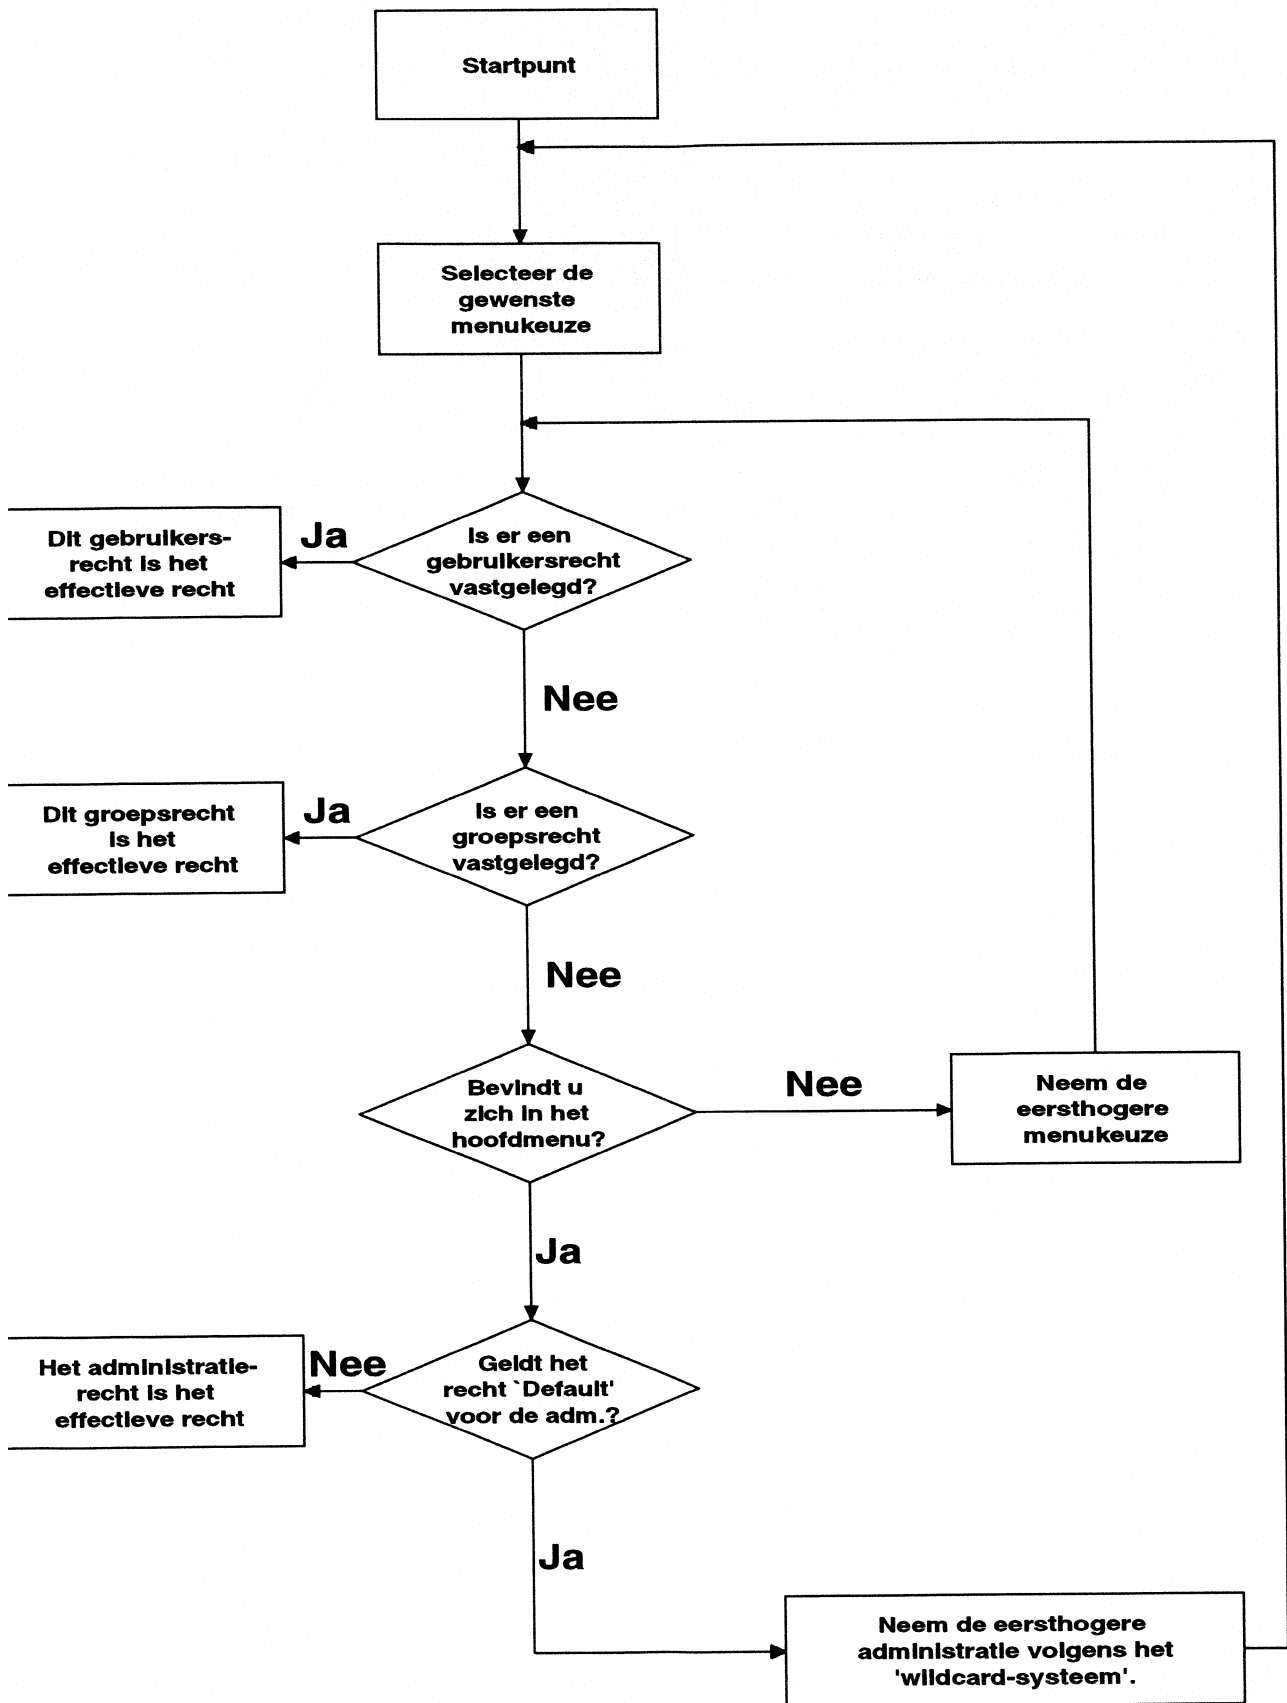 Startpunt
Selecteer de
gewenste
menukeuze
Is er een
gebruikersrecht
vastgelegd?
Ja
Dit gebruikers-
recht is het
effectieve recht
Nee
Is er een
groepsrecht
vastgelegd?
Ja
Dit groepsrecht
is het
effectieve recht
Nee
Bevindt u
zich in het
hoofdmenu?
Nee
Neem de
eersthogere
menukeuze
Ja
Geldt het
recht `Default'
voor de adm.?
Nee
Het administratie-
recht is het
effectieve recht
Ja
Neem de eersthogere
administratie volgens het
'wildcard-systeem'.